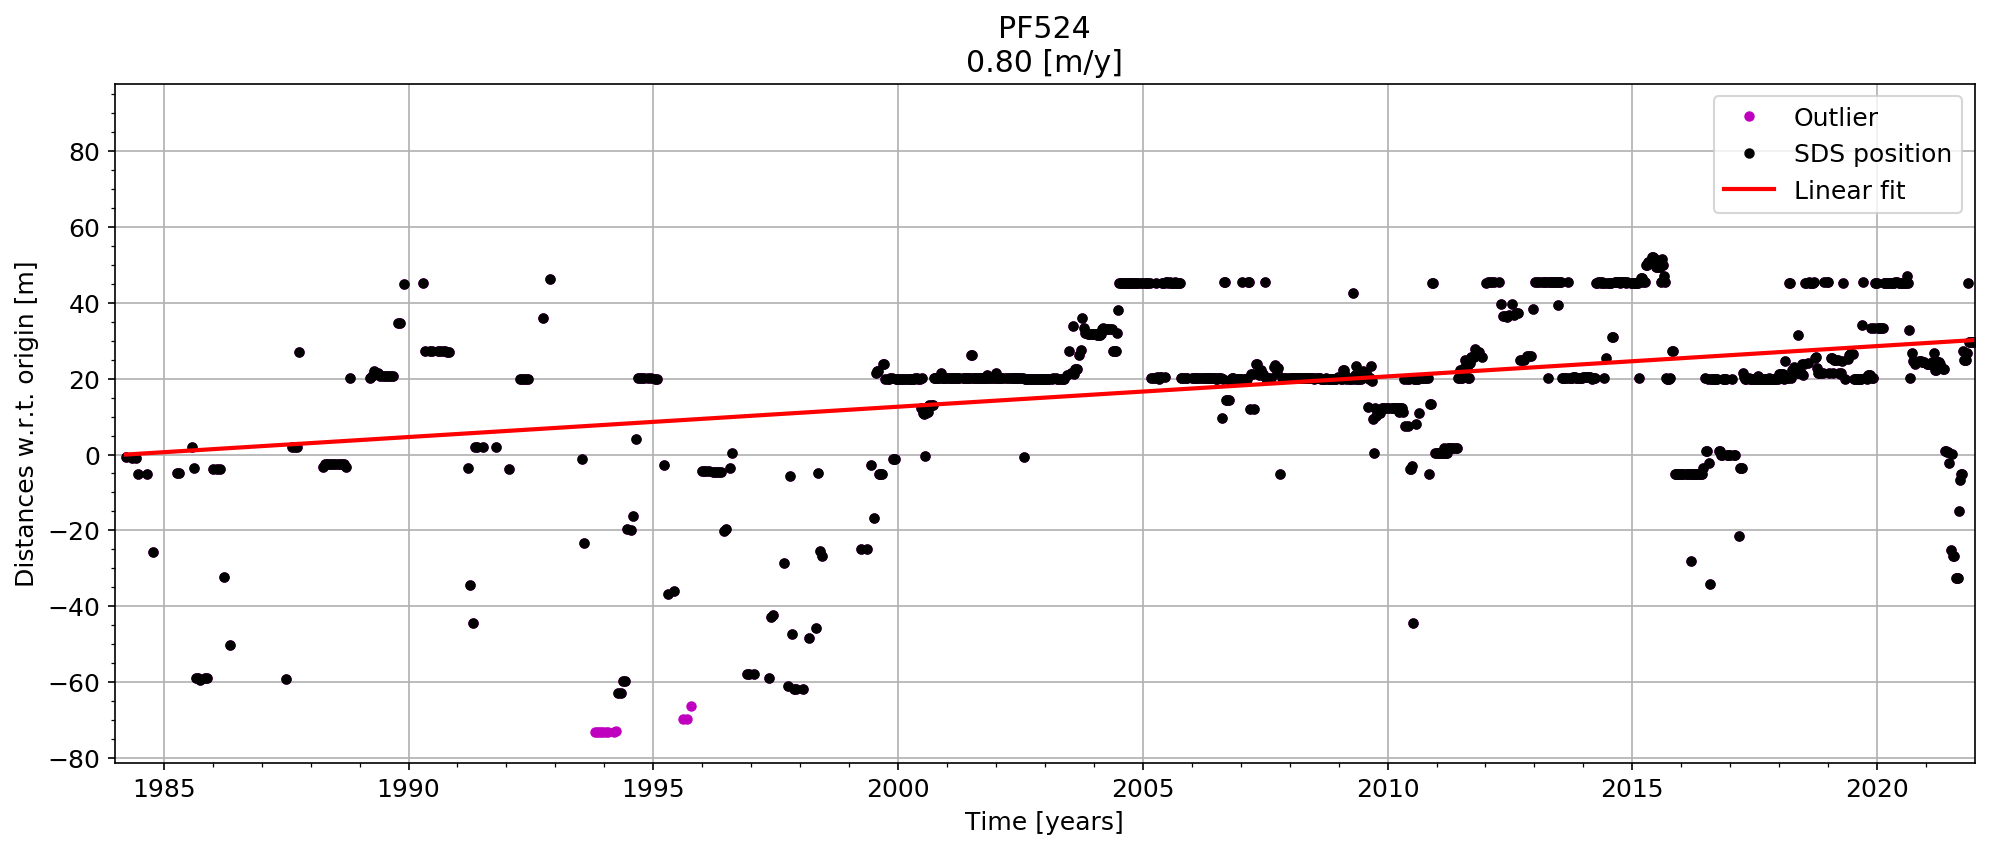 PF524
0.80 [m/y]
Outlier
SDS position
Linear fit
Distances w.r.t. origin [m]
80
60
40
20
0
−20
−40
−60
−80
1985 1990 1995 2000 2005 2010 2015 2020
Time [years]